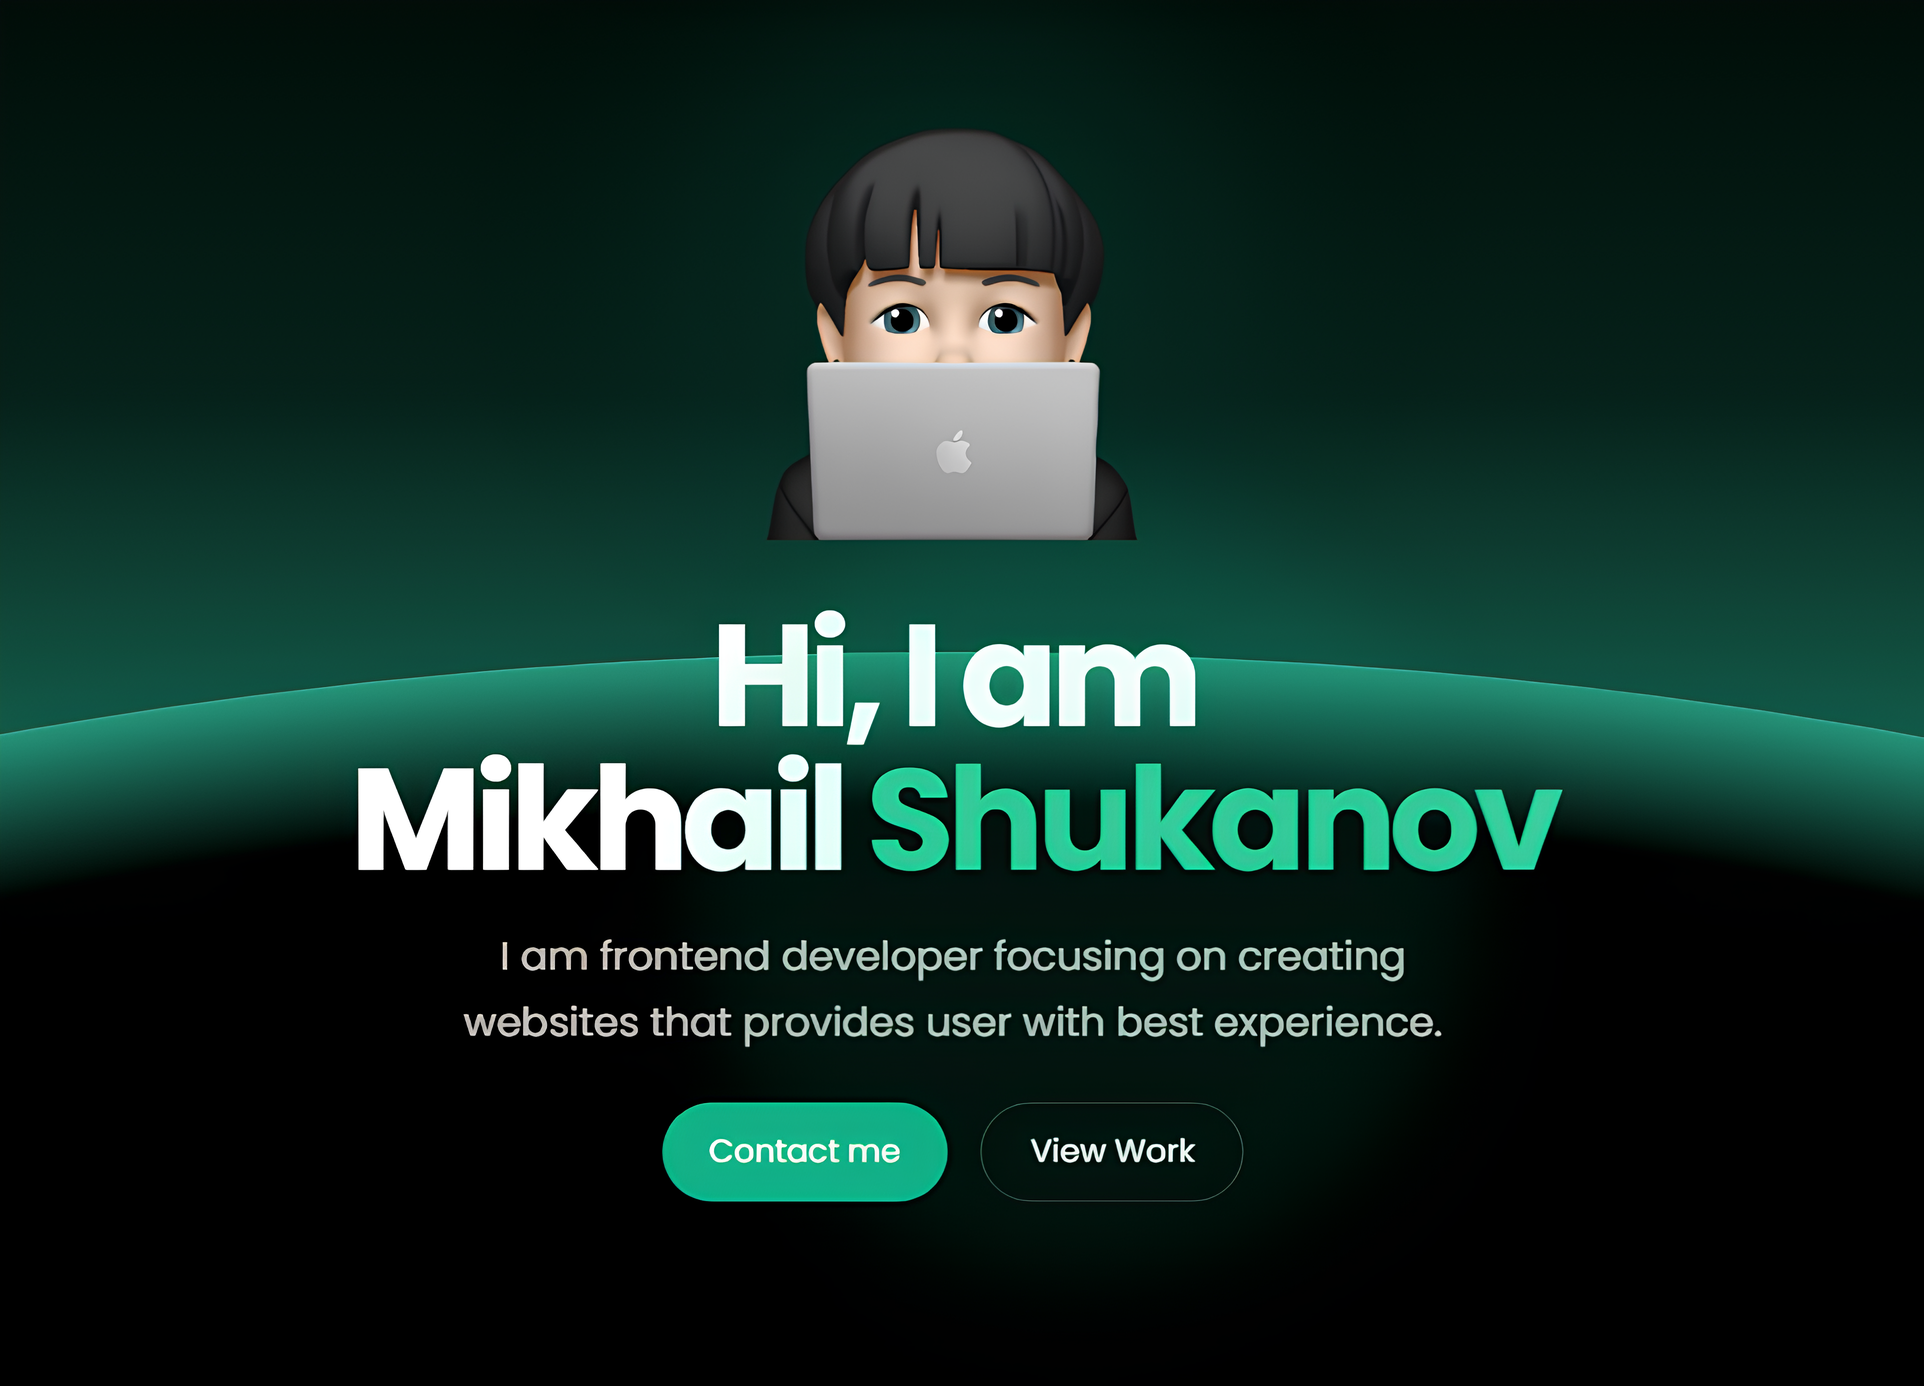 Hi, I am
Mikhail Shukanov
I am frontend developer focusing on creating
websites that provides user with best experience.
Contact me
View Work